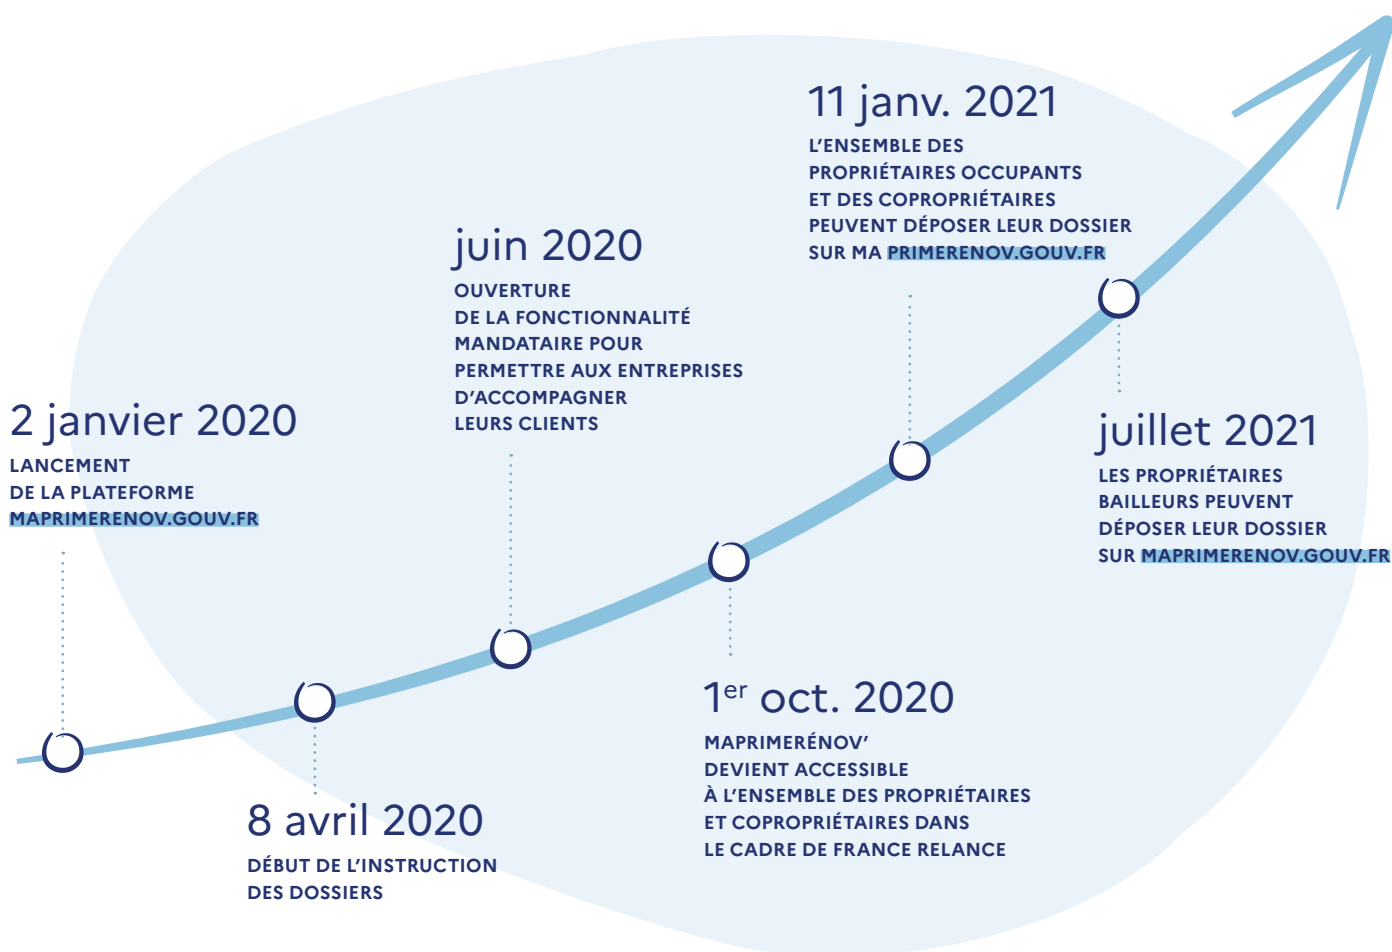 2 janvier 2020
LANCEMENT
DE LA PLATEFORME
MAPRIMERENOV.GOUV.FR
8 avril 2020
DÉBUT DE L’INSTRUCTION
DES DOSSIERS
juin 2020
OUVERTURE
DE LA FONCTIONNALITÉ
MANDATAIRE POUR
PERMETTRE AUX ENTREPRISES
D’ACCOMPAGNER
LEURS CLIENTS
1er oct. 2020
MAPRIMERÉNOV’
DEVIENT ACCESSIBLE
À L’ENSEMBLE DES PROPRIÉTAIRES
ET COPROPRIÉTAIRES DANS
LE CADRE DE FRANCE RELANCE
11 janv. 2021
L’ENSEMBLE DES
PROPRIÉTAIRES OCCUPANTS
ET DES COPROPRIÉTAIRES
PEUVENT DÉPOSER LEUR DOSSIER
SUR MA PRIMERENOV.GOUV.FR
juillet 2021
LES PROPRIÉTAIRES
BAILLEURS PEUVENT
DÉPOSER LEUR DOSSIER
SUR MAPRIMERENOV.GOUV.FR